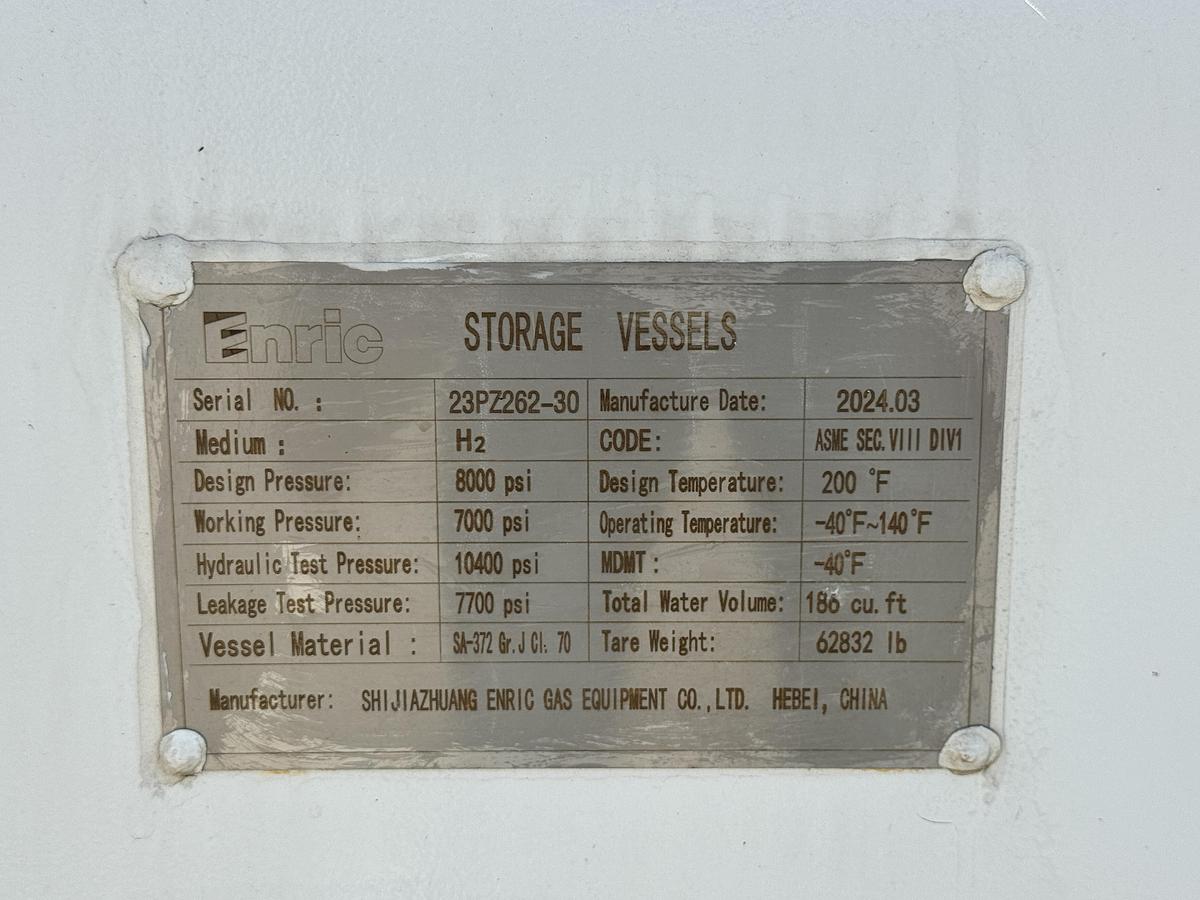 Enric STORAGE VESSELS
Serial NO. : 23PZ262-30 Manufacture Date: 2024.03
Medium : H2 CODE: ASME SEC.VIII DIV1
Design Pressure: 8000 psi Design Temperature: 200 °F
Working Pressure: 7000 psi Operating Temperature: -40°F~140°F
Hydraulic Test Pressure: 10400 psi MDMT: -40°F
Leakage Test Pressure: 7700 psi Total Water Volume: 186 cu.ft
Vessel Material : SA-372 Gr.J Cl. 70 Tare Weight: 62832 lb
Manufacturer: SHIJIAZHUANG ENRIC GAS EQUIPMENT CO.,LTD. HEBEI, CHINA